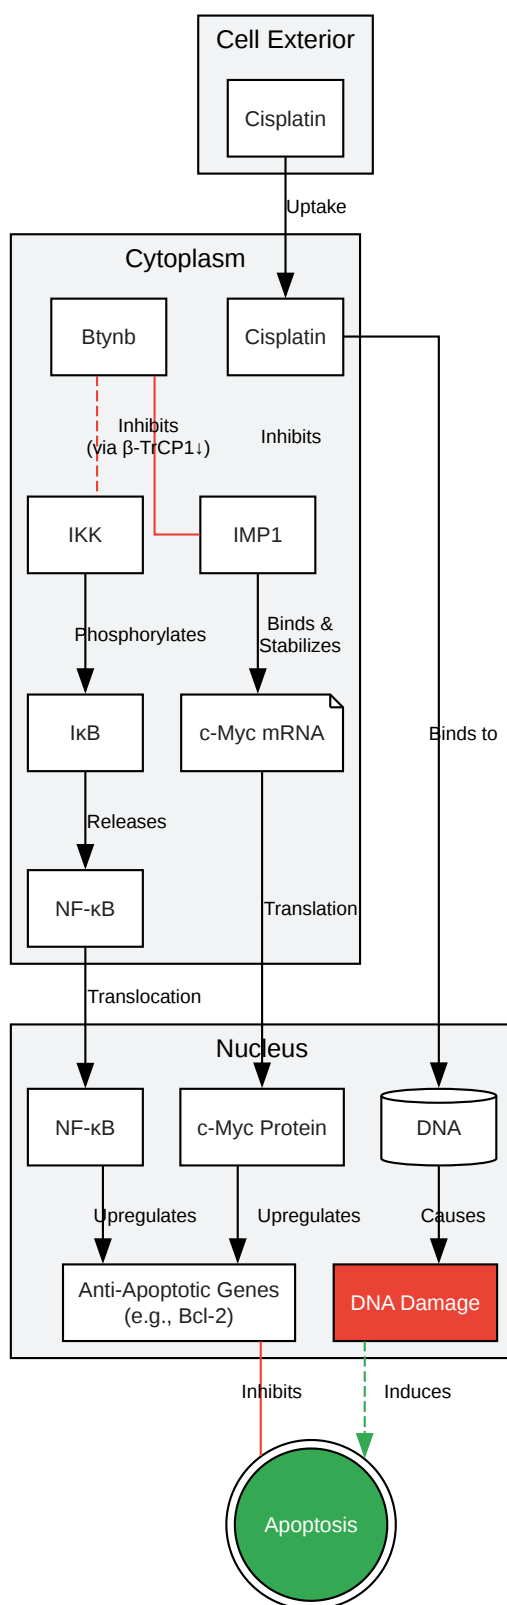 Cell Exterior
Cisplatin
Uptake
Cytoplasm
Btynb
Cisplatin
Inhibits
(via β-TrCP1↓)
Inhibits
IKK
IMP1
Phosphorylates
Binds &
Stabilizes
IκB
c-Myc mRNA
Binds to
Releases
NF-κB
Translation
Translocation
Nucleus
NF-κB
c-Myc Protein
DNA
Upregulates
Upregulates
Causes
Anti-Apoptotic Genes
(e.g., Bcl-2)
DNA Damage
Inhibits
Induces
Apoptosis